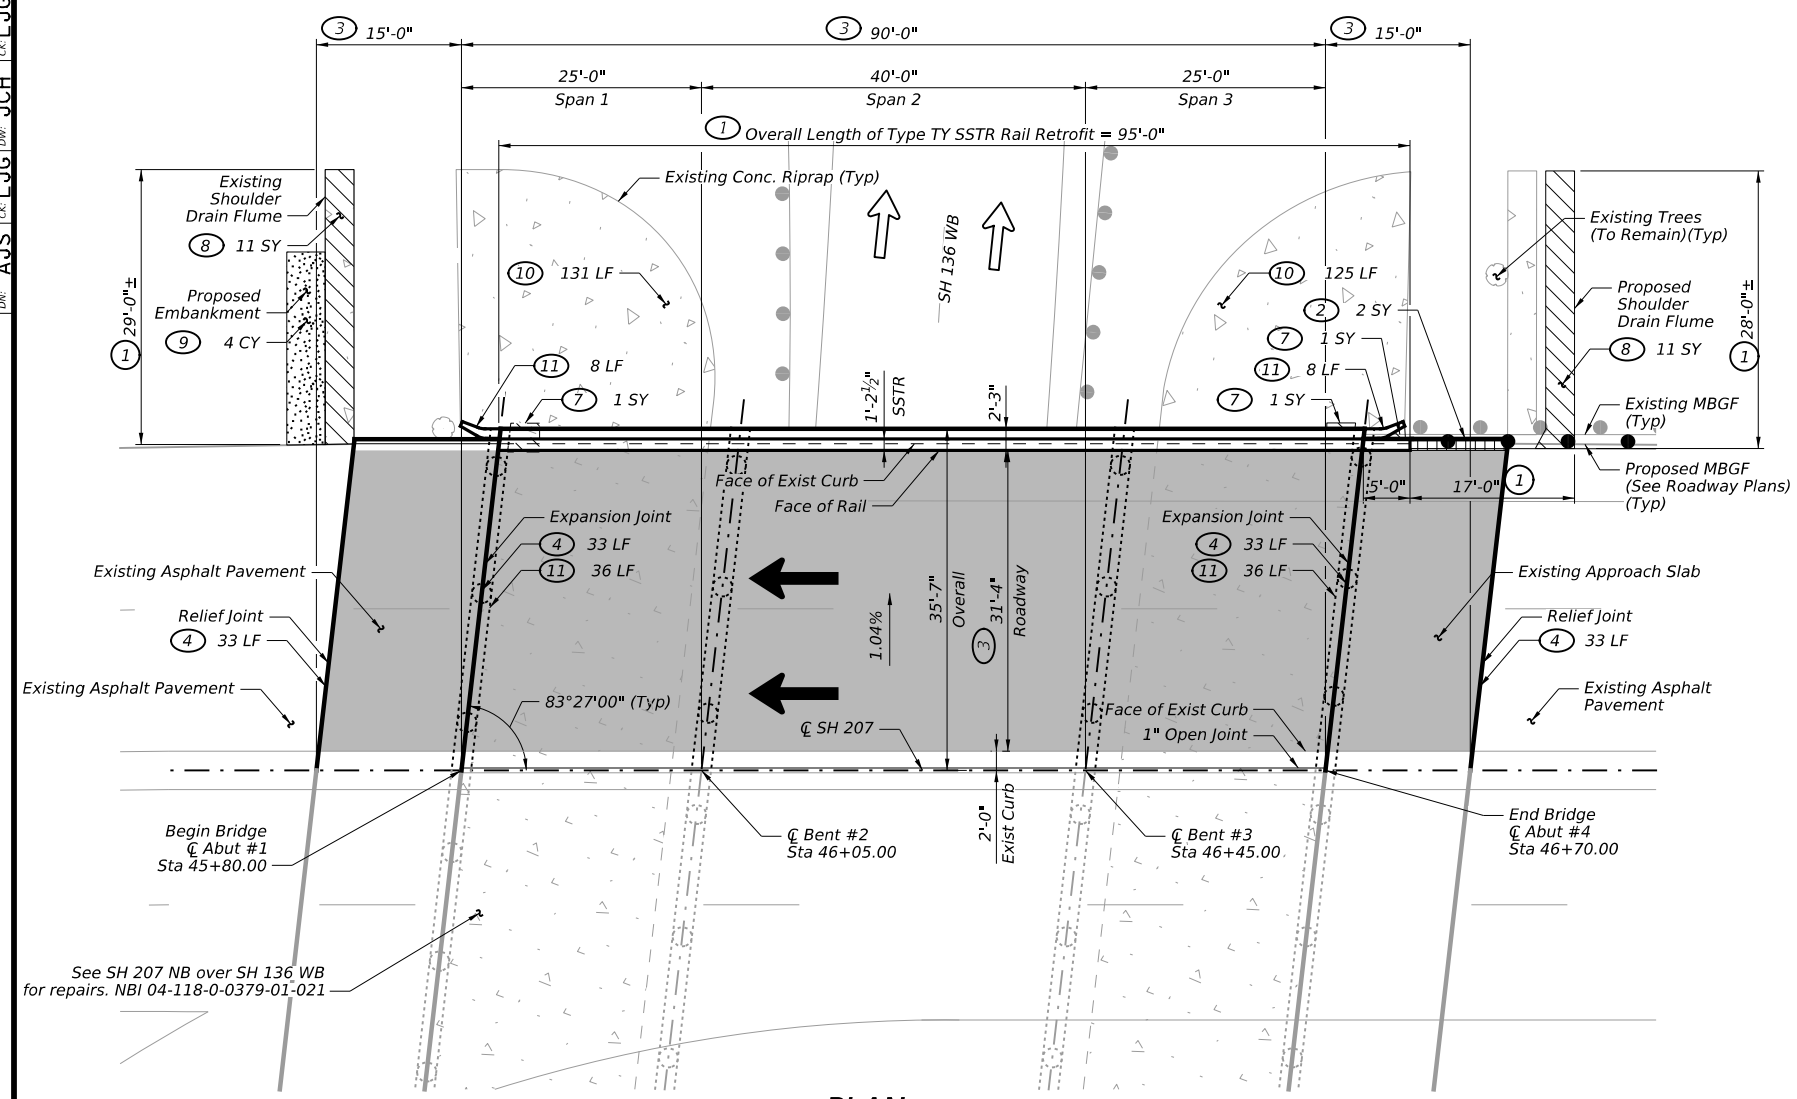 3 15'-0"
3 90'-0"
3 15'-0"
25'-0"
Span 1
40'-0"
Span 2
25'-0"
Span 3
1 Overall Length of Type TY SSTR Rail Retrofit = 95'-0"
Existing
Shoulder
Drain Flume
8 11 SY
Proposed
Embankment
9 4 CY
1 29'-0"±
Existing Conc. Riprap (Typ)
10 131 LF
11 8 LF
7 1 SY
SH 136 WB
1'-2½"
SSTR
2'-3"
10 125 LF
2 2 SY
7 1 SY
11 8 LF
7 1 SY
Existing Trees
(To Remain)(Typ)
Proposed
Shoulder
Drain Flume
8 11 SY
1 28'-0"±
Existing MBGF
(Typ)
Proposed MBGF
(See Roadway Plans)
(Typ)
5'-0"
17'-0" 1
Face of Exist Curb
Face of Rail
Expansion Joint
4 33 LF
11 36 LF
Expansion Joint
4 33 LF
11 36 LF
Existing Asphalt Pavement
Relief Joint
4 33 LF
Existing Asphalt Pavement
83°27'00" (Typ)
1.04%
35'-7"
Overall
3 31'-4"
Roadway
℄ SH 207
Face of Exist Curb
1" Open Joint
Existing Approach Slab
Relief Joint
4 33 LF
Existing Asphalt
Pavement
Begin Bridge
℄ Abut #1
Sta 45+80.00
℄ Bent #2
Sta 46+05.00
2'-0"
Exist Curb
℄ Bent #3
Sta 46+45.00
End Bridge
℄ Abut #4
Sta 46+70.00
See SH 207 NB over SH 136 WB
for repairs. NBI 04-118-0-0379-01-021
DN: AJS CK: EJG DW: JCH CK: EJG
PLAN